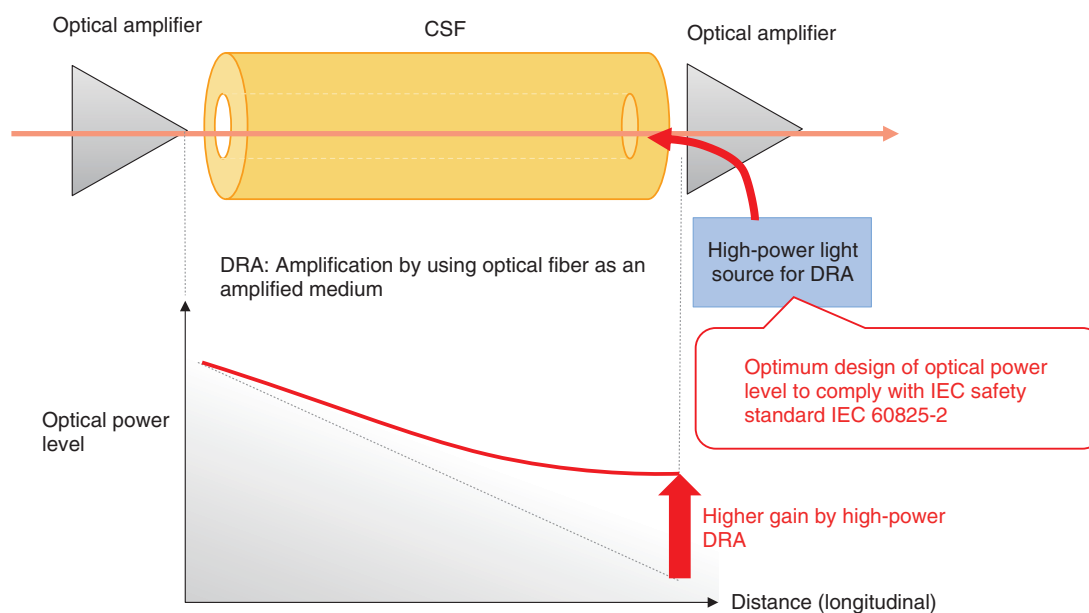 Optical amplifier
CSF
Optical amplifier
High-power light
source for DRA
DRA: Amplification by using optical fiber as an
amplified medium
Optimum design of optical power
level to comply with IEC safety
standard IEC 60825-2
Optical power
level
Higher gain by high-power
DRA
Distance (longitudinal)